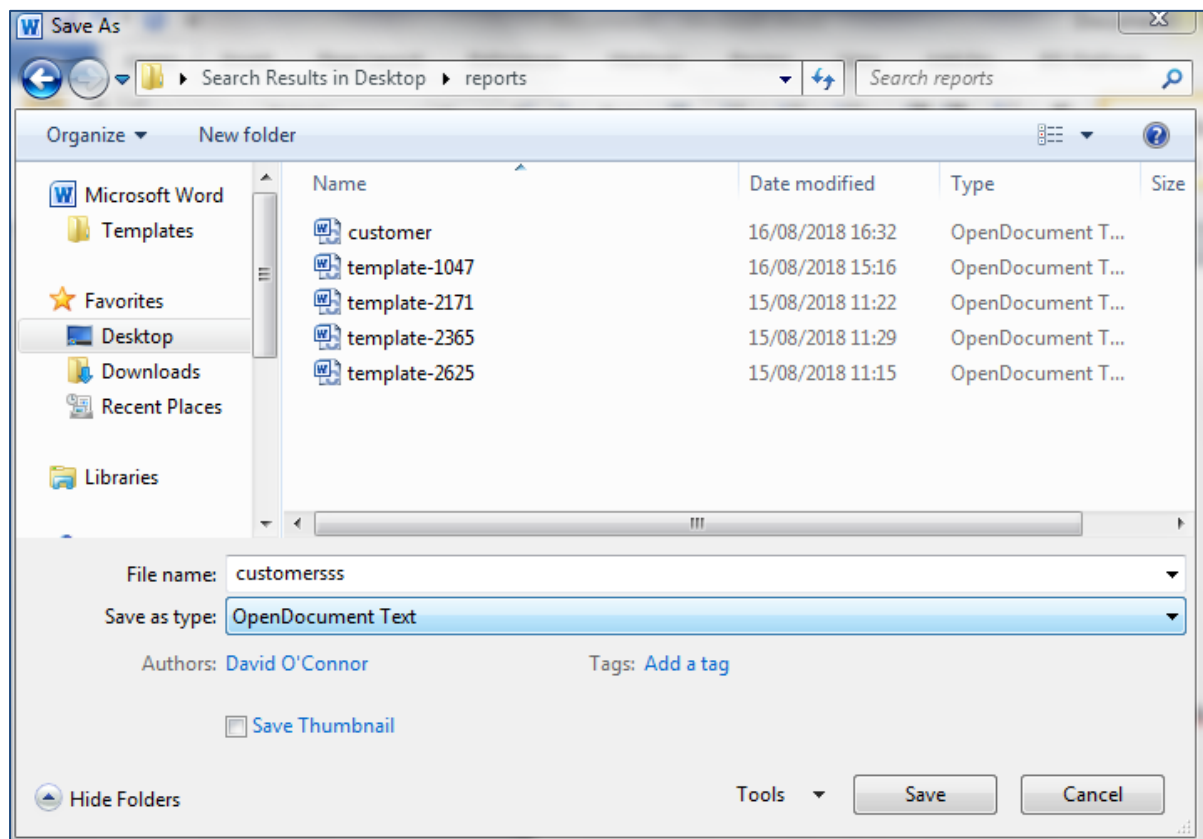 Save As
Search Results in Desktop reports Search reports
Organize New folder
Microsoft Word
Templates
Favorites
Desktop
Downloads
Recent Places
Libraries
Name Date modified Type Size
customer 16/08/2018 16:32 OpenDocument T...
template-1047 16/08/2018 15:16 OpenDocument T...
template-2171 15/08/2018 11:22 OpenDocument T...
template-2365 15/08/2018 11:29 OpenDocument T...
template-2625 15/08/2018 11:15 OpenDocument T...
File name: customersss
Save as type: OpenDocument Text
Authors: David O'Connor Tags: Add a tag
Save Thumbnail
Hide Folders Tools Save Cancel